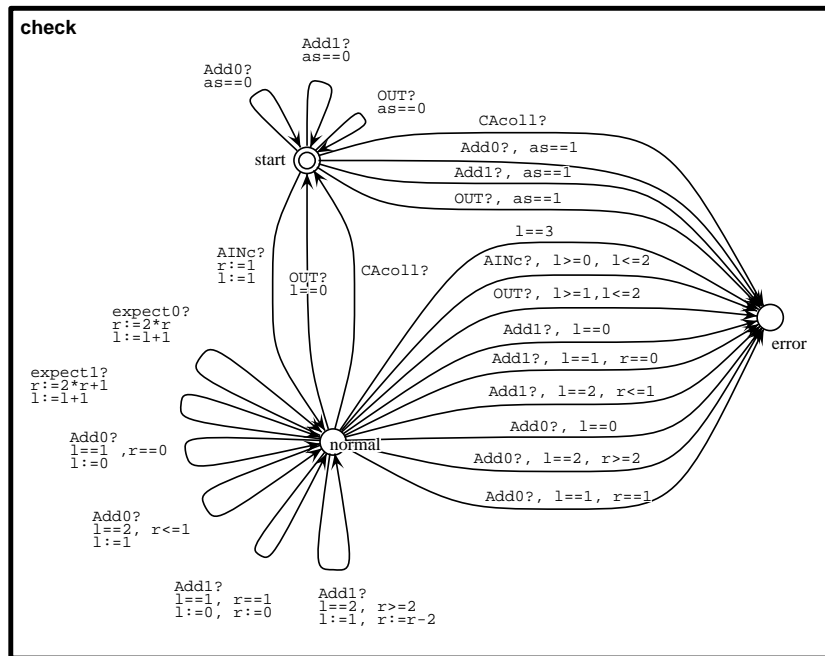 check
Add1?
as==0
Add0?
as==0
OUT?
as==0
CAcoll?
Add0?, as==1
start
Add1?, as==1
OUT?, as==1
l==3
AINc?
r:=1
l:=1
OUT?
l==0
CAcoll?
AINc?, l>=0, l<=2
OUT?, l>=1,l<=2
expect0?
r:=2*r
l:=l+1
Add1?, l==0
error
Add1?, l==1, r==0
expect1?
r:=2*r+1
l:=l+1
Add1?, l==2, r<=1
Add0?
l==1 ,r==0
l:=0
normal
Add0?, l==0
Add0?, l==2, r>=2
Add0?, l==1, r==1
Add0?
l==2, r<=1
l:=1
Add1?
l==1, r==1
l:=0, r:=0
Add1?
l==2, r>=2
l:=1, r:=r-2